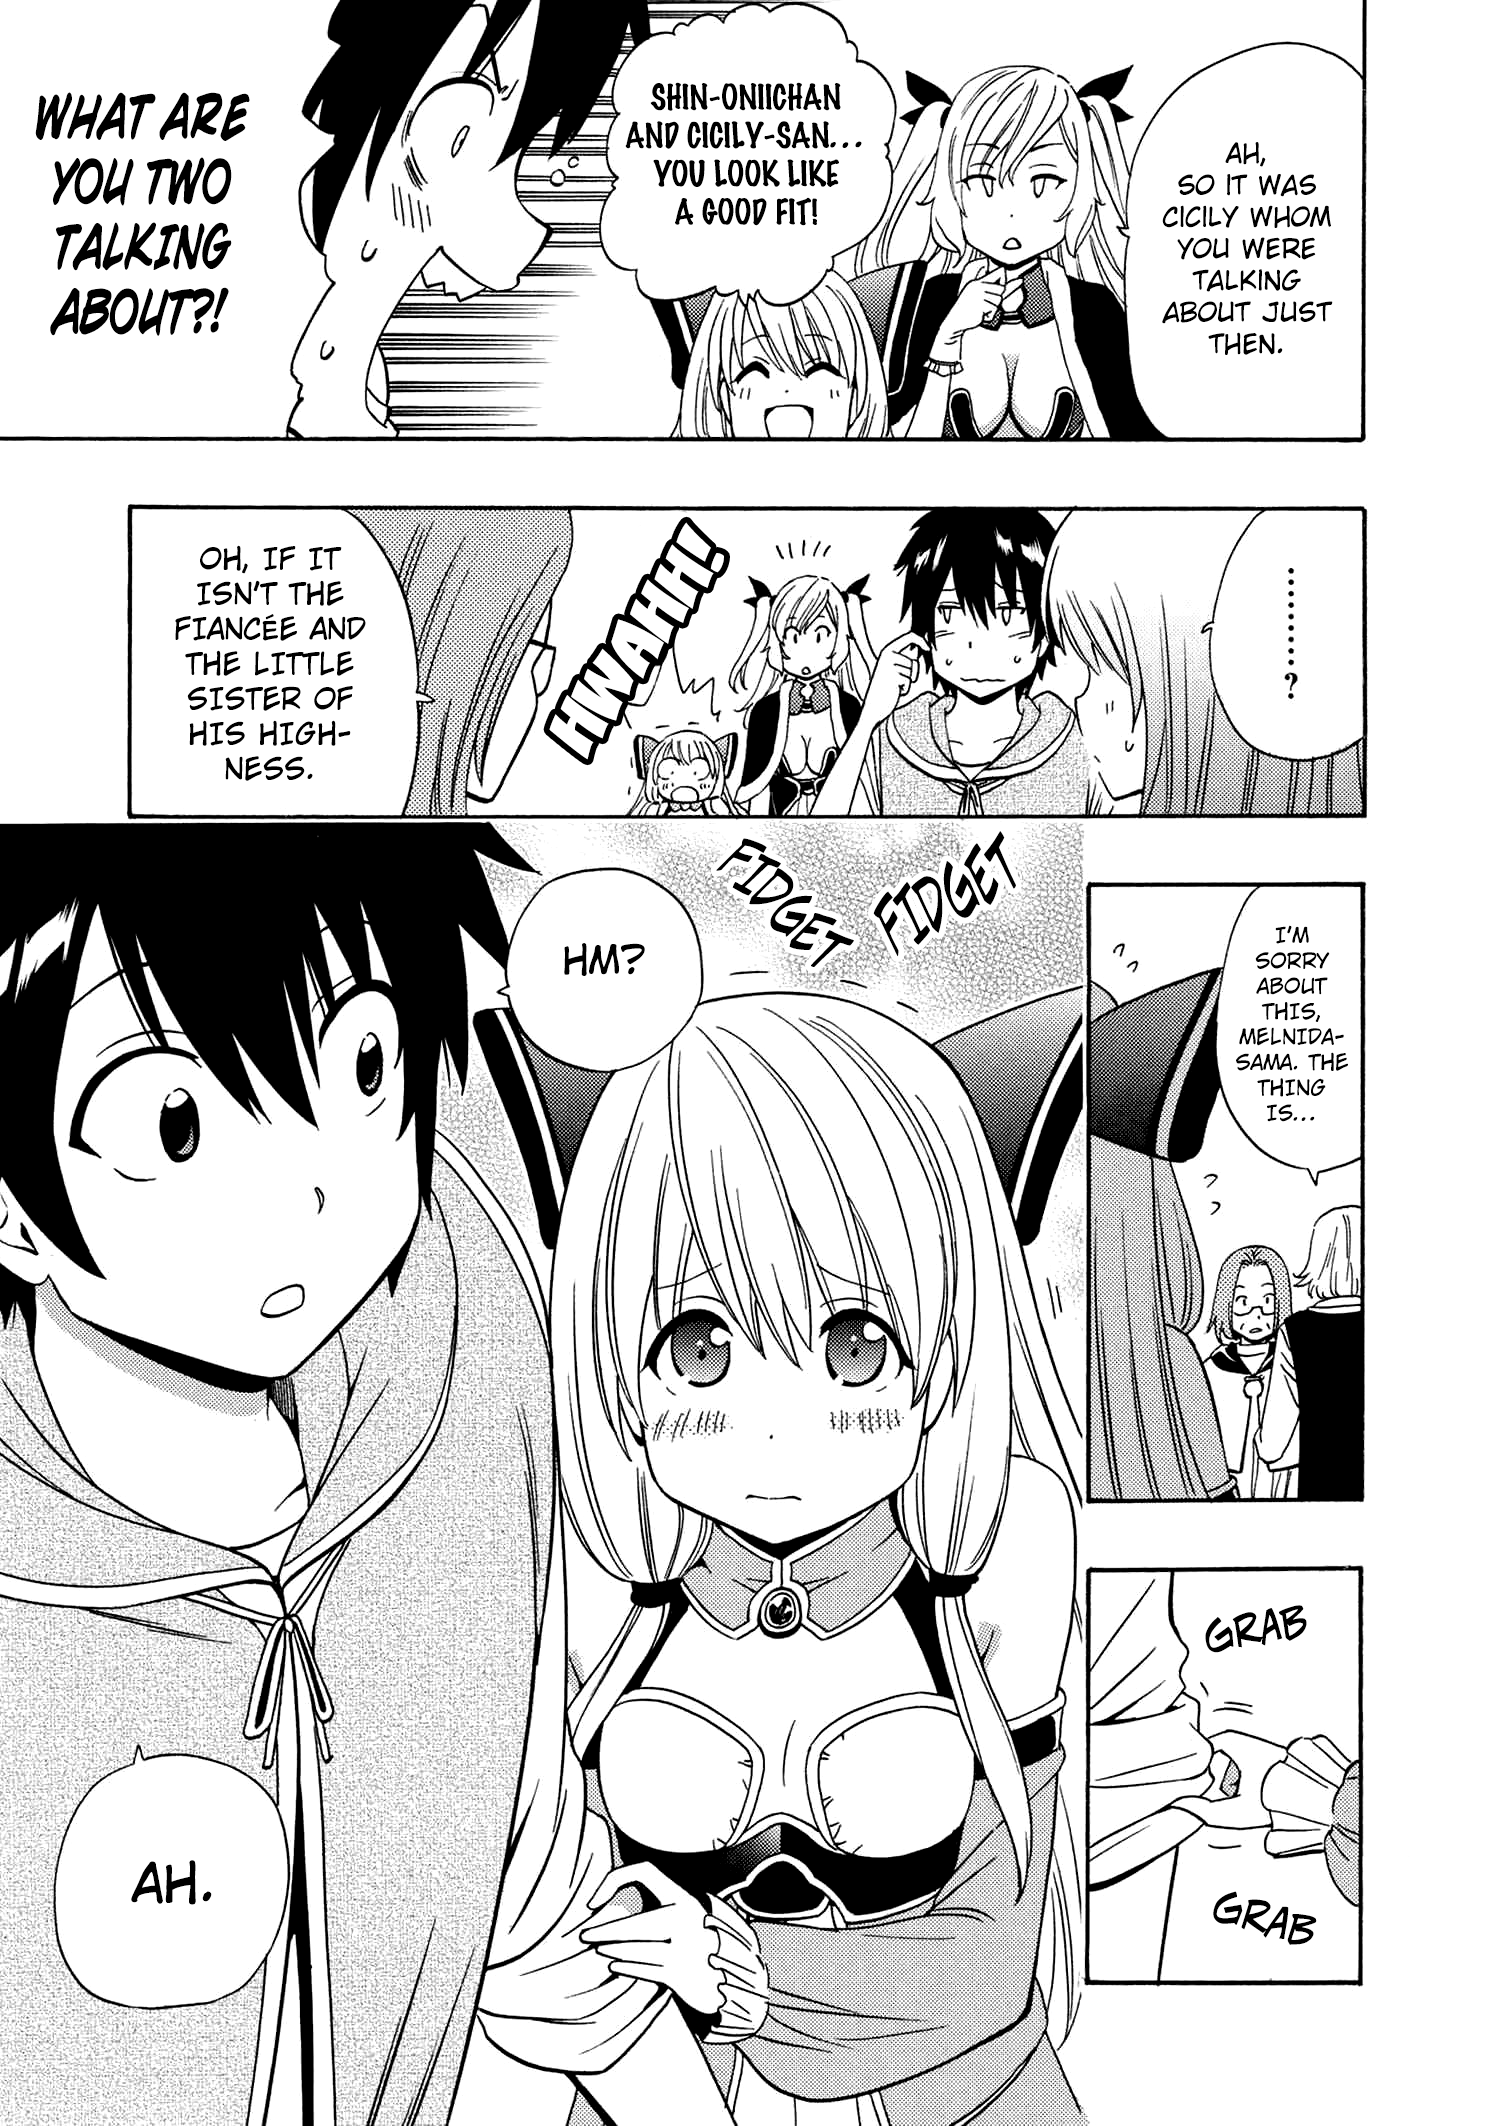 AH,
SO IT WAS
CICILY WHOM
YOU WERE
TALKING
ABOUT JUST
THEN.
SHIN-ONIICHAN
AND CICILY-SAN...
YOU LOOK LIKE
A GOOD FIT!
WHAT ARE
YOU TWO
TALKING
ABOUT?!
.........?
HWAHH!
OH, IF IT
ISN'T THE
FIANCÉE AND
THE LITTLE
SISTER OF
HIS HIGH-
NESS.
I'M
SORRY
ABOUT
THIS,
MELNIDA-
SAMA. THE
THING
IS...
GRAB
GRAB
FIDGET
FIDGET
HM?
AH.